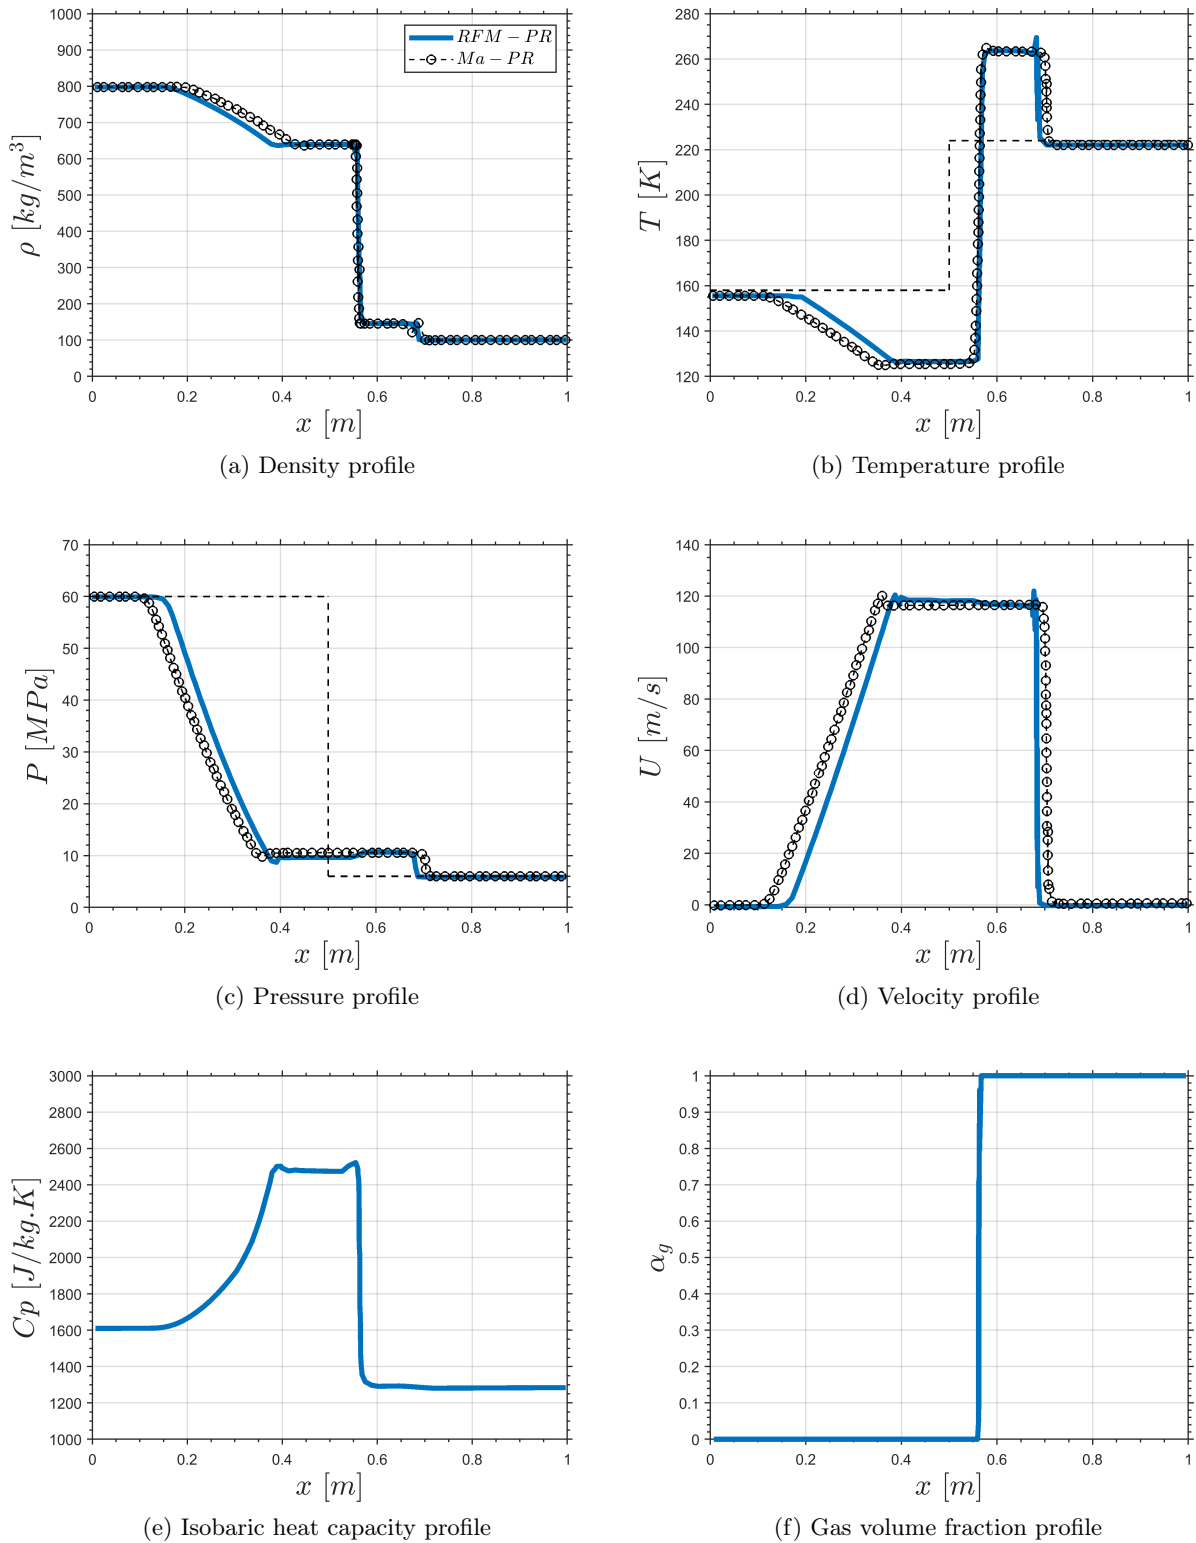 1000
900
800
700
600
500
400
300
200
100
0
ρ [kg/m³]
RFM − PR
Ma − PR
0 0.2 0.4 0.6 0.8 1
x [m]
(a) Density profile
280
260
240
220
200
180
160
140
120
T [K]
0 0.2 0.4 0.6 0.8 1
x [m]
(b) Temperature profile
70
60
50
40
30
20
10
0
P [MPa]
0 0.2 0.4 0.6 0.8 1
x [m]
(c) Pressure profile
140
120
100
80
60
40
20
0
U [m/s]
0 0.2 0.4 0.6 0.8 1
x [m]
(d) Velocity profile
3000
2800
2600
2400
2200
2000
1800
1600
1400
1200
1000
Cp [J/kg.K]
0 0.2 0.4 0.6 0.8 1
x [m]
(e) Isobaric heat capacity profile
1
0.9
0.8
0.7
0.6
0.5
0.4
0.3
0.2
0.1
0
α_g
0 0.2 0.4 0.6 0.8 1
x [m]
(f) Gas volume fraction profile